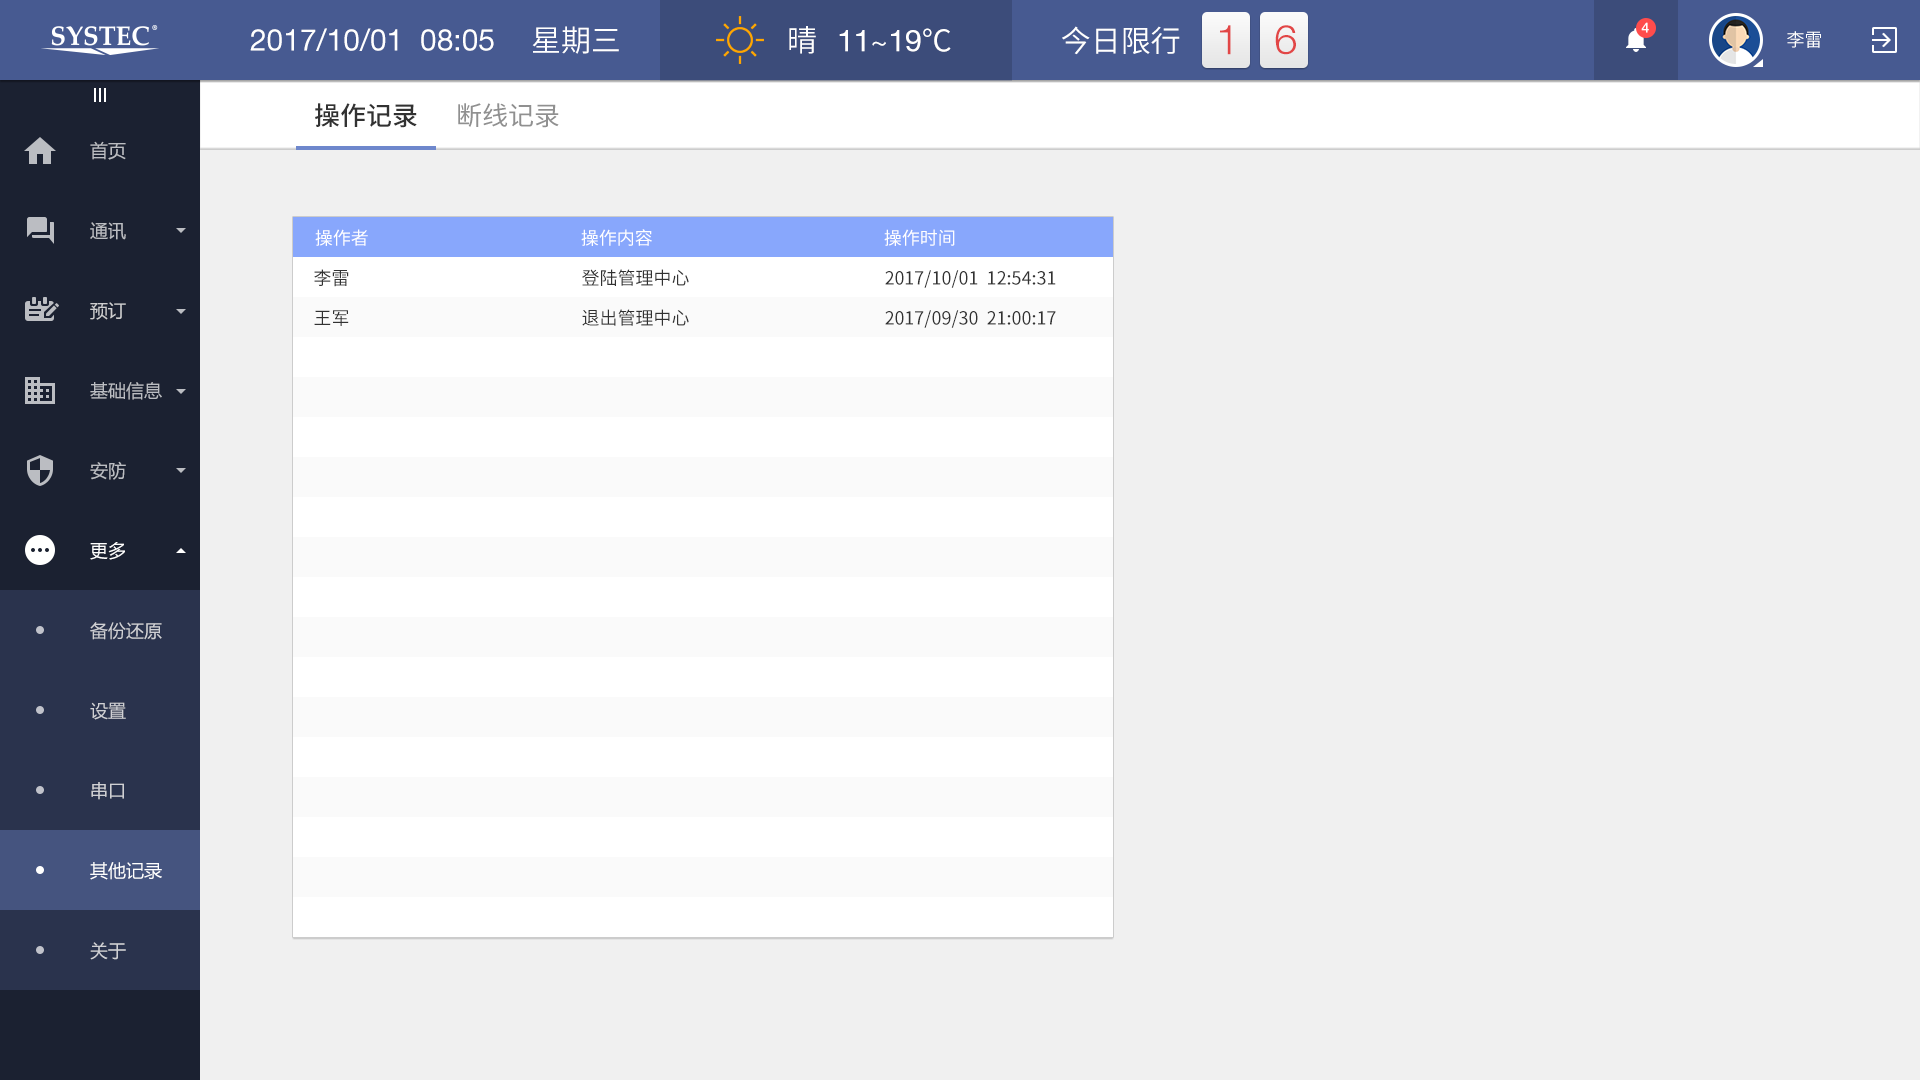 SYSTEC®
2017/10/01 08:05 星期三
晴 11~19℃
今日限行 1 6
4
李雷
操作记录 断线记录
首页
通讯
预订
基础信息
安防
更多
备份还原
设置
串口
其他记录
关于
操作者 操作内容 操作时间
李雷 登陆管理中心 2017/10/01 12:54:31
王军 退出管理中心 2017/09/30 21:00:17